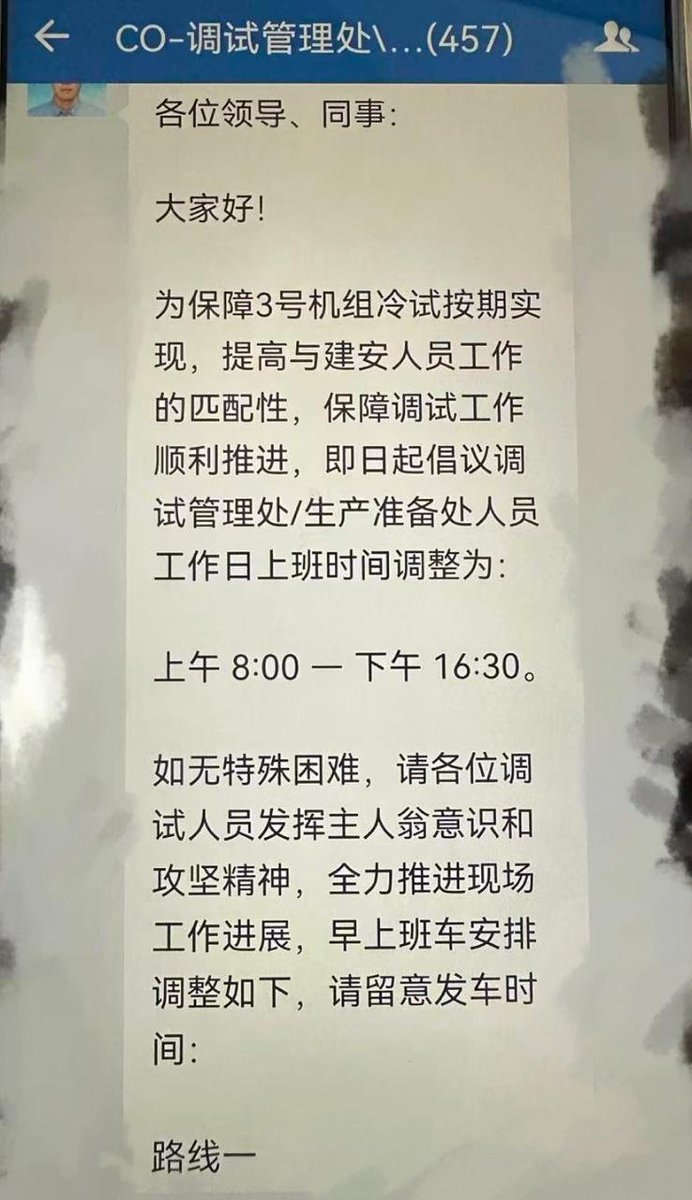 CO-调试管理处\...(457)
各位领导、同事：
大家好！
为保障3号机组冷试按期实
现，提高与建安人员工作
的匹配性，保障调试工作
顺利推进，即日起倡议调
试管理处/生产准备处人员
工作日上班时间调整为：
上午 8:00 — 下午 16:30。
如无特殊困难，请各位调
试人员发挥主人翁意识和
攻坚精神，全力推进现场
工作进展，早上班车安排
调整如下，请留意发车时
间：
路线一